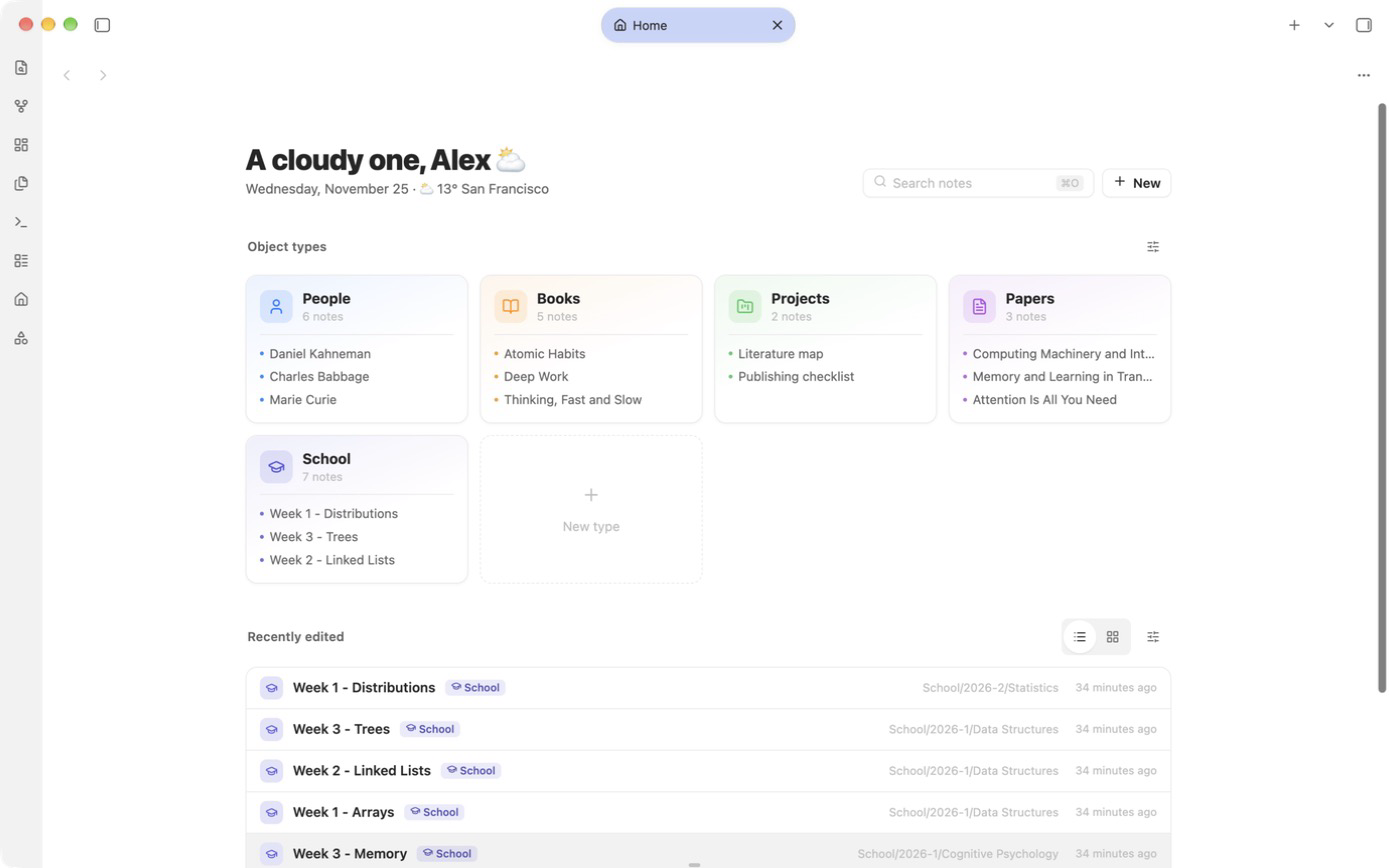 Home
A cloudy one, Alex
Wednesday, November 25 · 13° San Francisco
Search notes ⌘O
New
Object types
People
6 notes
Daniel Kahneman
Charles Babbage
Marie Curie
Books
5 notes
Atomic Habits
Deep Work
Thinking, Fast and Slow
Projects
2 notes
Literature map
Publishing checklist
Papers
3 notes
Computing Machinery and Int...
Memory and Learning in Tran...
Attention Is All You Need
School
7 notes
Week 1 - Distributions
Week 3 - Trees
Week 2 - Linked Lists
New type
Recently edited
Week 1 - Distributions School School/2026-2/Statistics 34 minutes ago
Week 3 - Trees School School/2026-1/Data Structures 34 minutes ago
Week 2 - Linked Lists School School/2026-1/Data Structures 34 minutes ago
Week 1 - Arrays School School/2026-1/Data Structures 34 minutes ago
Week 3 - Memory School School/2026-1/Cognitive Psychology 34 minutes ago